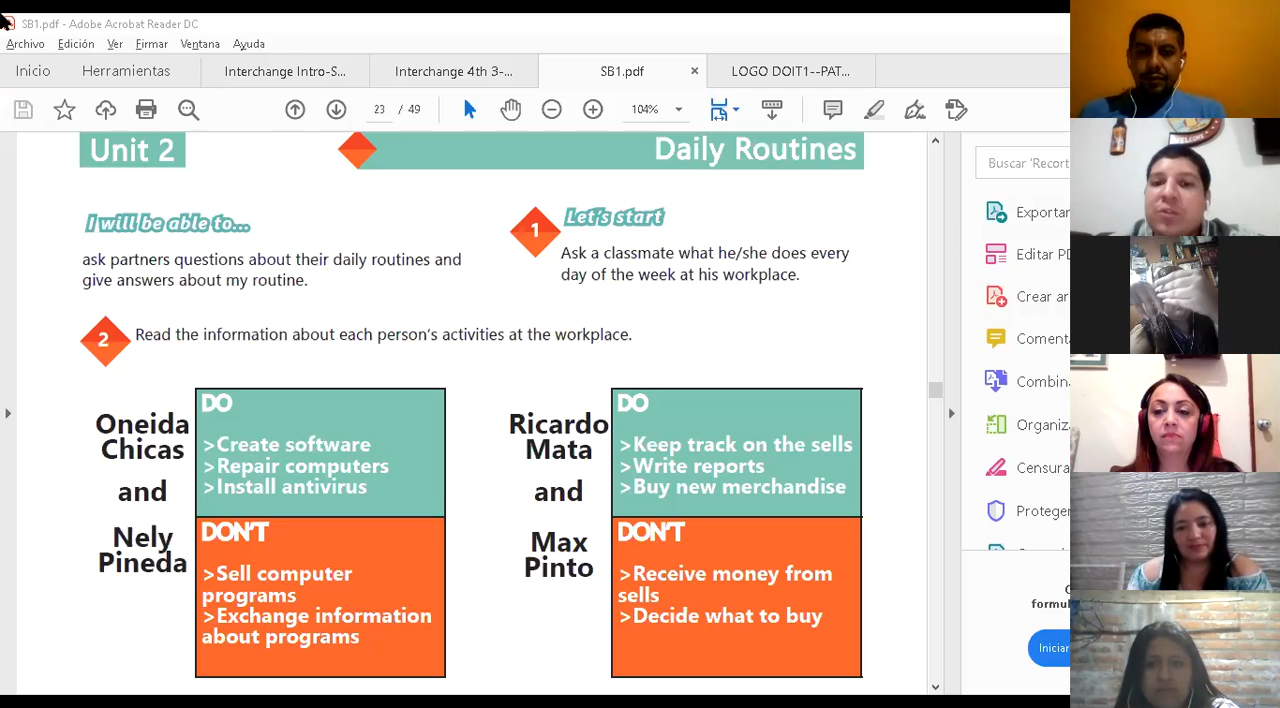 SB1.pdf - Adobe Acrobat Reader DC
Archivo Edición Ver Firmar Ventana Ayuda
Inicio Herramientas Interchange Intro-S... Interchange 4th 3-... SB1.pdf × LOGO DOIT1--PAT...
23 / 49 104%
Unit 2 Daily Routines
I will be able to...
ask partners questions about their daily routines and
give answers about my routine.
1 Let's start
Ask a classmate what he/she does every
day of the week at his workplace.
2 Read the information about each person's activities at the workplace.
Oneida
Chicas
and
Nely
Pineda
DO
>Create software
>Repair computers
>Install antivirus
DON'T
>Sell computer
programs
>Exchange information
about programs
Ricardo
Mata
and
Max
Pinto
DO
>Keep track on the sells
>Write reports
>Buy new merchandise
DON'T
>Receive money from
sells
>Decide what to buy
Buscar 'Recort
Exportar
Editar PD
Crear ar
Comenta
Combin
Organiza
Censura
Proteger
formul
Iniciar
WELCOME